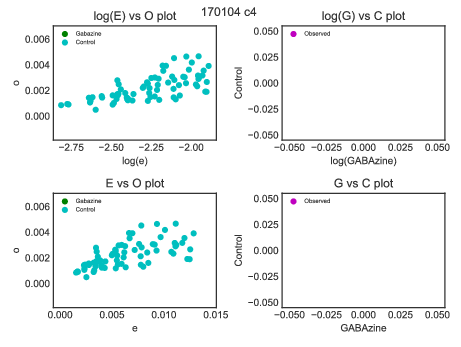 170104 c4
log(E) vs O plot
log(G) vs C plot
0.006
0.004
0.002
0.000
o
Gabazine
Control
−2.75
−2.50
−2.25
−2.00
log(e)
0.050
0.025
0.000
−0.025
−0.050
Control
Observed
−0.050
−0.025
0.000
0.025
0.050
log(GABAzine)
E vs O plot
G vs C plot
0.006
0.004
0.002
0.000
o
Gabazine
Control
0.000
0.005
0.010
0.015
e
0.050
0.025
0.000
−0.025
−0.050
Control
Observed
−0.050
−0.025
0.000
0.025
0.050
GABAzine